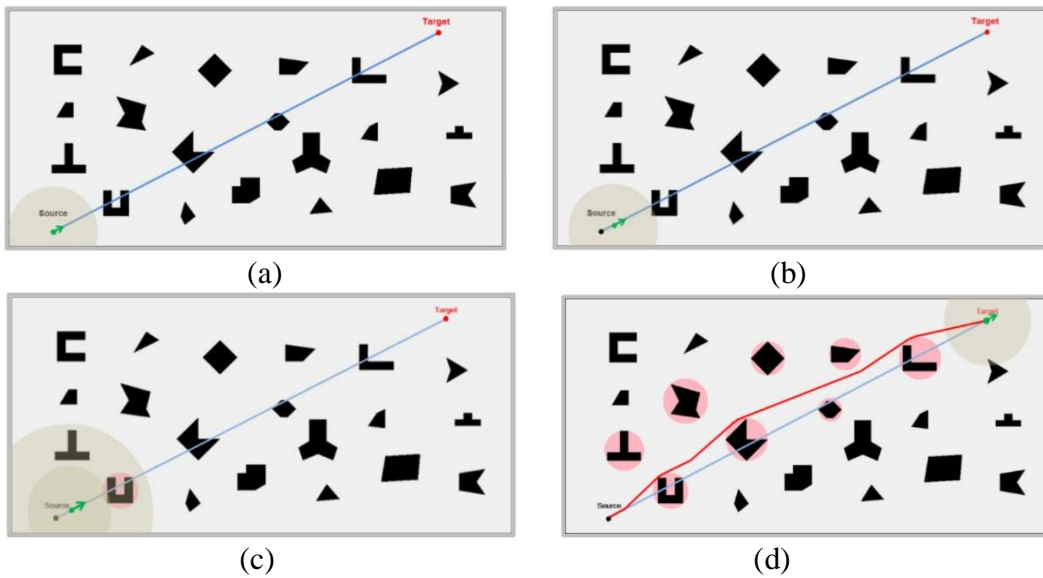 Target
Source
(a)
Target
Source
(b)
Target
Source
(c)
Target
Source
(d)